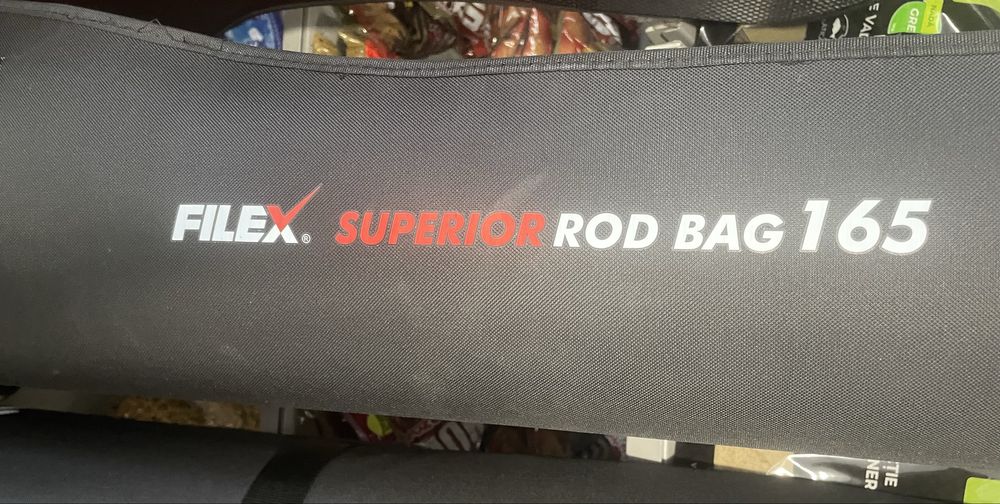 FILEX® SUPERIOR ROD BAG 165